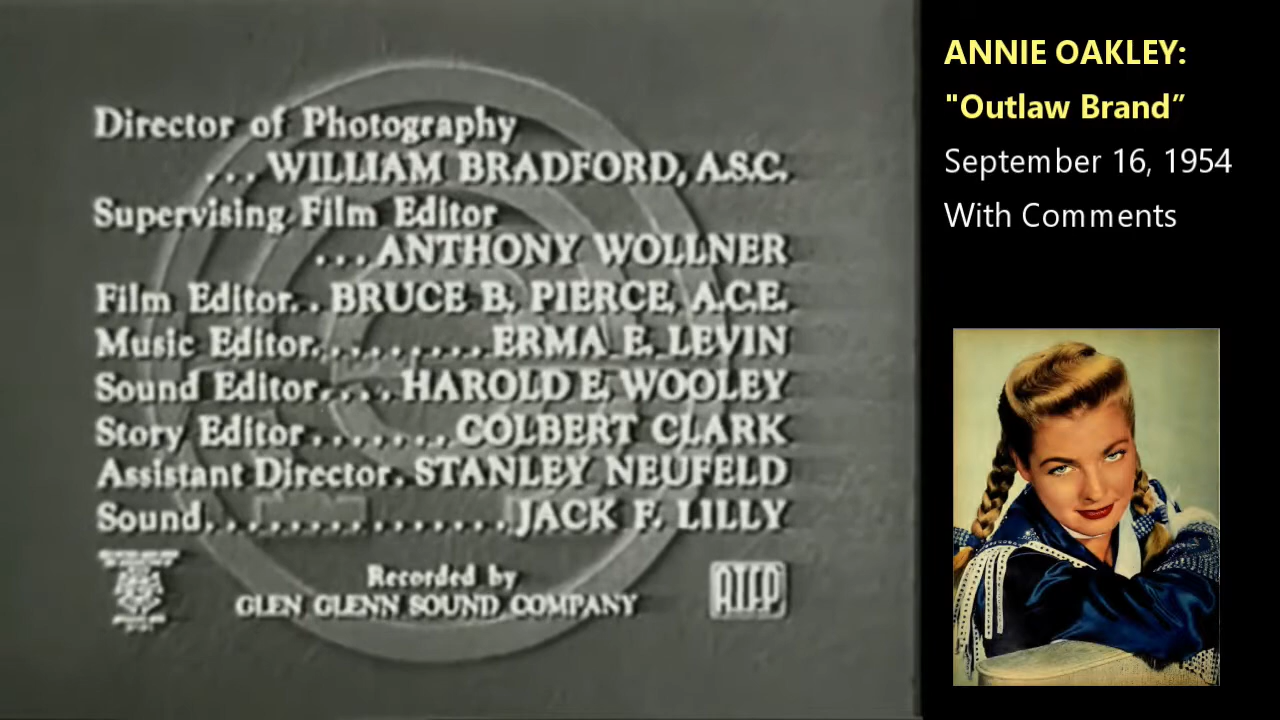 Director of Photography
...WILLIAM BRADFORD, A.S.C.
Supervising Film Editor
...ANTHONY WOLLNER
Film Editor..BRUCE B. PIERCE, A.C.E.
Music Editor.........ERMA E. LEVIN
Sound Editor....HAROLD E. WOOLEY
Story Editor.......COLBERT CLARK
Assistant Director.STANLEY NEUFELD
Sound...............JACK F. LILLY
Recorded by
GLEN GLENN SOUND COMPANY
ATFP
ANNIE OAKLEY:
"Outlaw Brand”
September 16, 1954
With Comments